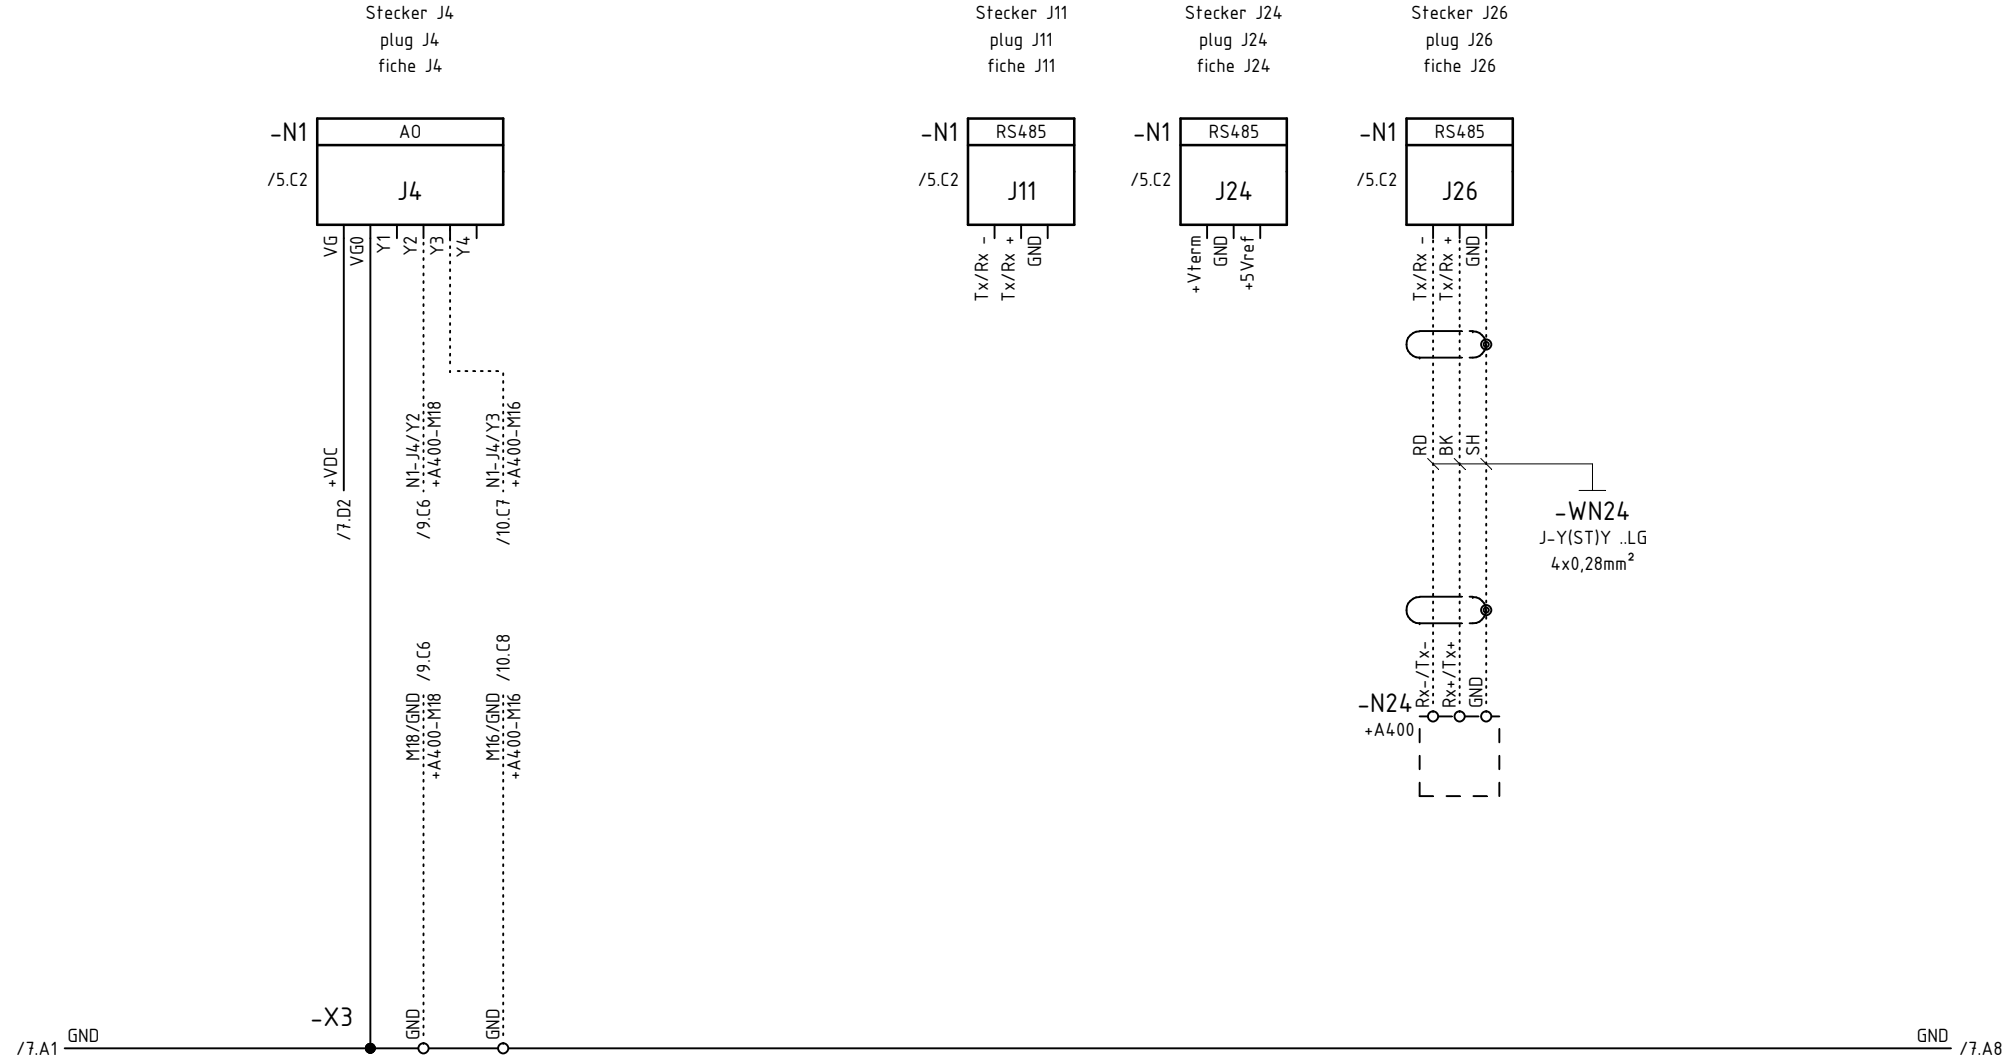 Stecker J4
plug J4
fiche J4
Stecker J11
plug J11
fiche J11
Stecker J24
plug J24
fiche J24
Stecker J26
plug J26
fiche J26
-N1
AO
/5.C2
J4
VG
VG0
Y1
Y2
Y3
Y4
-N1
RS485
/5.C2
J11
Tx/Rx -
Tx/Rx +
GND
-N1
RS485
/5.C2
J24
+Vterm
GND
+5Vref
-N1
RS485
/5.C2
J26
Tx/Rx -
Tx/Rx +
GND
+VDC
/7.D2
N1-J4/Y2
+A400-M18
/9.C6
N1-J4/Y3
+A400-M16
/10.C7
RD
BK
SH
-WN24
J-Y(ST)Y ..LG
4x0,28mm²
M18/GND
+A400-M18
/9.C6
M16/GND
+A400-M16
/10.C8
Rx-/Tx-
Rx+/Tx+
GND
-N24
+A400
-X3
GND
GND
/7.A1
GND
GND
/7.A8